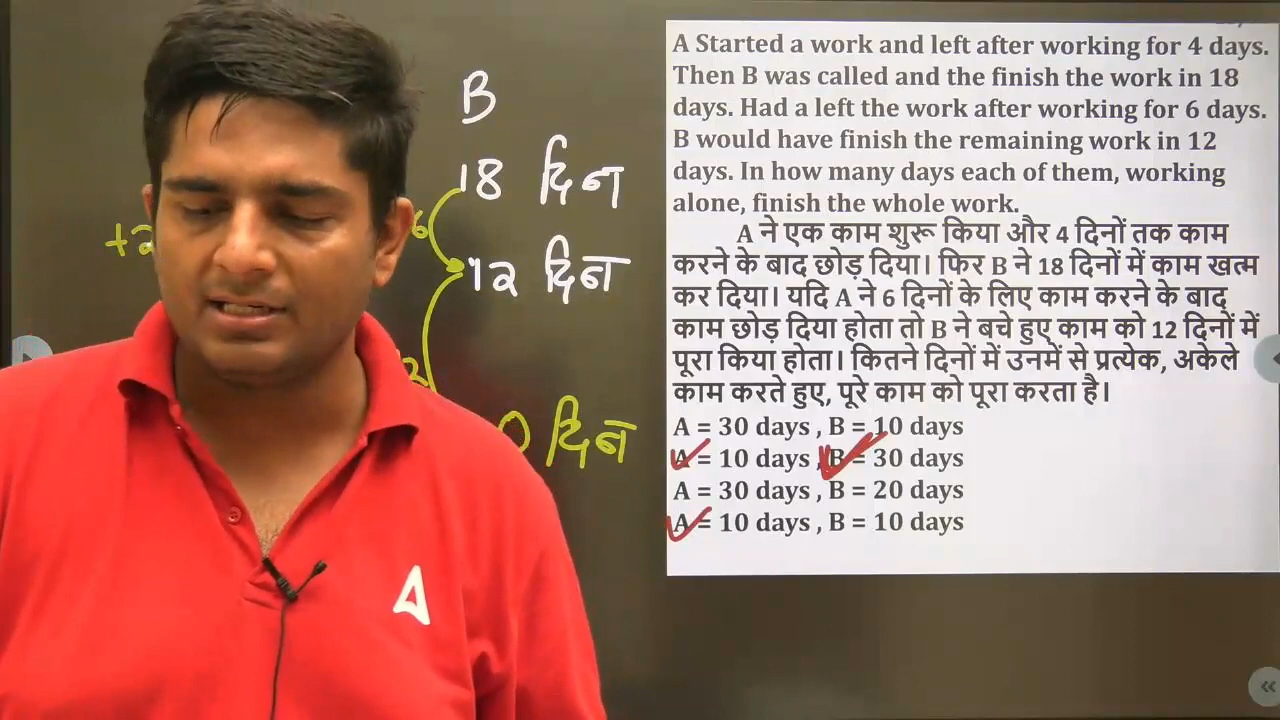 B
18 दिन
6
+2
12 दिन
0 दिन
A Started a work and left after working for 4 days.
Then B was called and the finish the work in 18
days. Had a left the work after working for 6 days.
B would have finish the remaining work in 12
days. In how many days each of them, working
alone, finish the whole work.
A ने एक काम शुरू किया और 4 दिनों तक काम
करने के बाद छोड़ दिया। फिर B ने 18 दिनों में काम खत्म
कर दिया। यदि A ने 6 दिनों के लिए काम करने के बाद
काम छोड़ दिया होता तो B ने बचे हुए काम को 12 दिनों में
पूरा किया होता। कितने दिनों में उनमें से प्रत्येक, अकेले
काम करते हुए, पूरे काम को पूरा करता है।
A = 30 days , B = 10 days
A = 10 days , B = 30 days
A = 30 days , B = 20 days
A = 10 days , B = 10 days